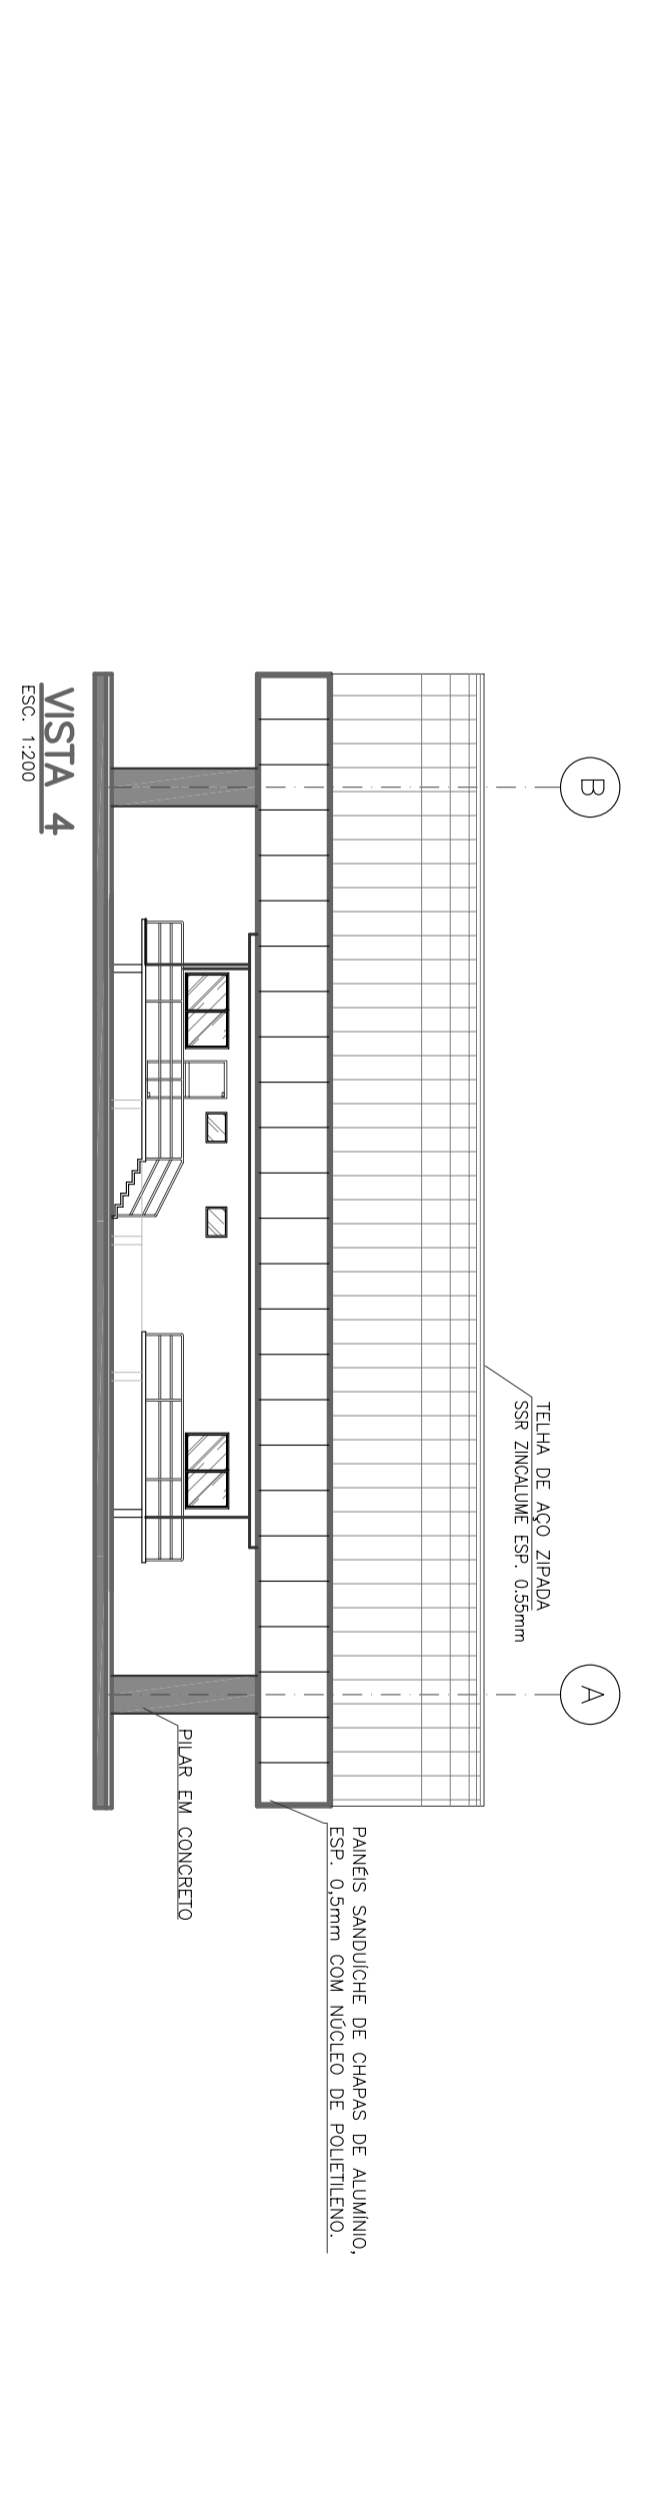 B
A
TELHA DE AÇO ZIPADA
SSR ZINCALUME ESP. 0.55mm
PAINÉIS SANDUÍCHE DE CHAPAS DE ALUMÍNIO,
ESP. 0,5mm COM NÚCLEO DE POLIETILENO.
PILAR EM CONCRETO
VISTA 4
ESC. 1:200